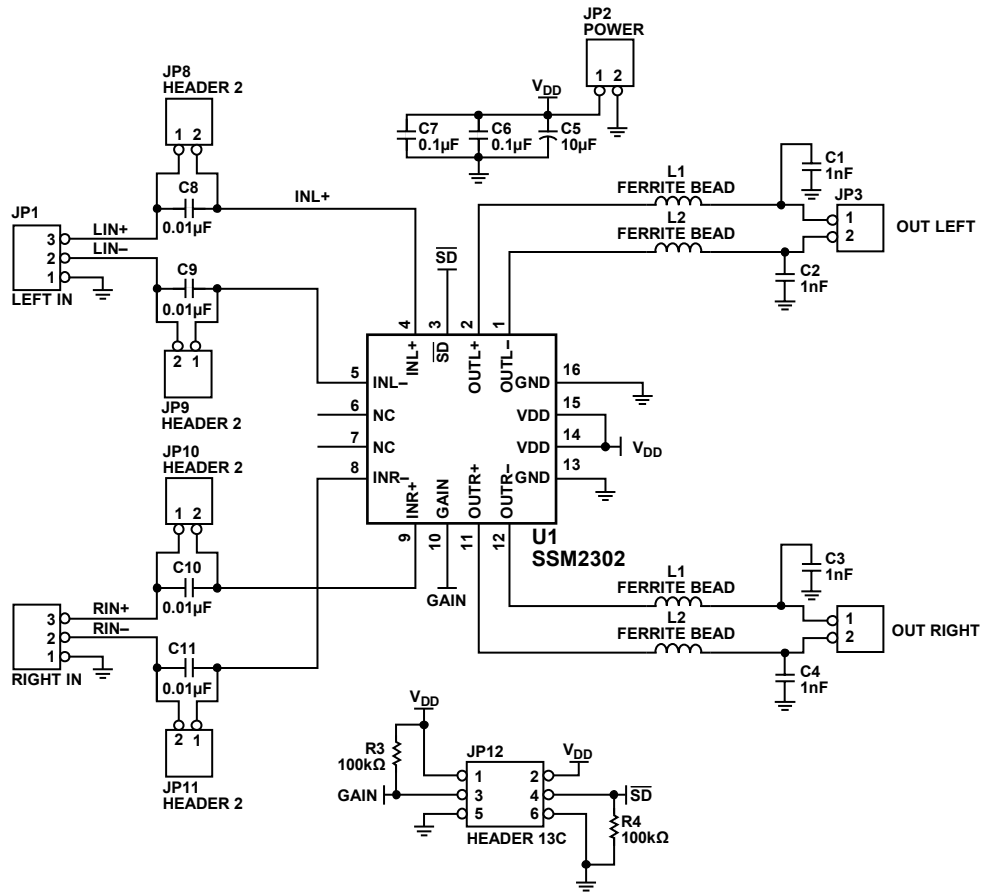 JP2
POWER
1 2
VDD
C7
0.1µF
C6
0.1µF
C5
10µF
JP8
HEADER 2
1 2
C8
0.01µF
INL+
JP1
3
2
1
LIN+
LIN–
LEFT IN
C9
0.01µF
2 1
JP9
HEADER 2
L1
FERRITE BEAD
L2
FERRITE BEAD
C1
1nF
JP3
1
2
OUT LEFT
C2
1nF
SD
4
3
2
1
INL+
SD
OUTL+
OUTL–
5
INL–
6
NC
7
NC
8
INR–
16
GND
15
VDD
14
VDD
13
GND
VDD
INR+
GAIN
OUTR+
OUTR–
9
10
11
12
U1
SSM2302
GAIN
JP10
HEADER 2
1 2
C10
0.01µF
3
2
1
RIN+
RIN–
RIGHT IN
C11
0.01µF
2 1
JP11
HEADER 2
L1
FERRITE BEAD
L2
FERRITE BEAD
C3
1nF
1
2
OUT RIGHT
C4
1nF
VDD
R3
100kΩ
GAIN
JP12
1
2
3
4
5
6
HEADER 13C
VDD
SD
R4
100kΩ